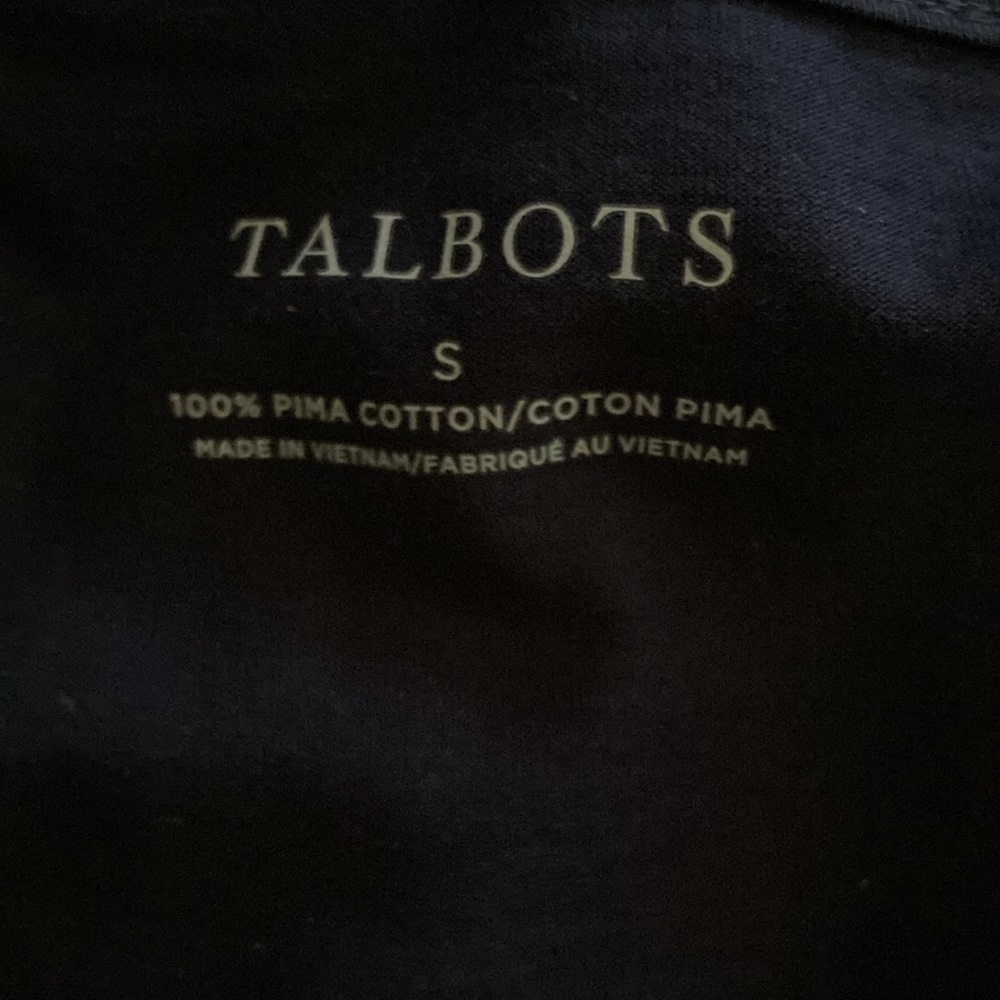 TALBOTS
S
100% PIMA COTTON/COTON PIMA
MADE IN VIETNAM/FABRIQUÉ AU VIETNAM